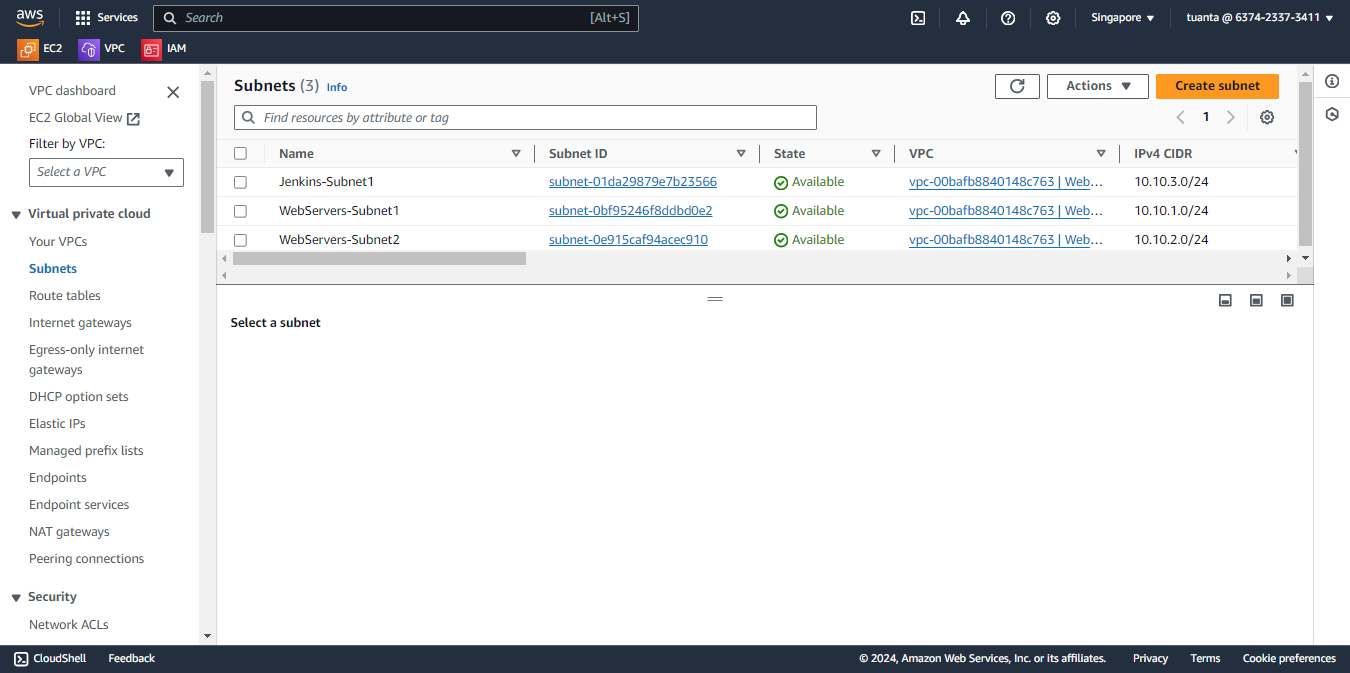 aws Services Search [Alt+S] Singapore tuanta @ 6374-2337-3411
EC2 VPC IAM
VPC dashboard
EC2 Global View
Filter by VPC:
Select a VPC
Virtual private cloud
Your VPCs
Subnets
Route tables
Internet gateways
Egress-only internet
gateways
DHCP option sets
Elastic IPs
Managed prefix lists
Endpoints
Endpoint services
NAT gateways
Peering connections
Security
Network ACLs
Subnets (3) Info Actions Create subnet
Find resources by attribute or tag 1
Name Subnet ID State VPC IPv4 CIDR
Jenkins-Subnet1 subnet-01da29879e7b23566 Available vpc-00bafb8840148c763 | Web... 10.10.3.0/24
WebServers-Subnet1 subnet-0bf95246f8ddbd0e2 Available vpc-00bafb8840148c763 | Web... 10.10.1.0/24
WebServers-Subnet2 subnet-0e915caf94acec910 Available vpc-00bafb8840148c763 | Web... 10.10.2.0/24
Select a subnet
CloudShell Feedback © 2024, Amazon Web Services, Inc. or its affiliates. Privacy Terms Cookie preferences